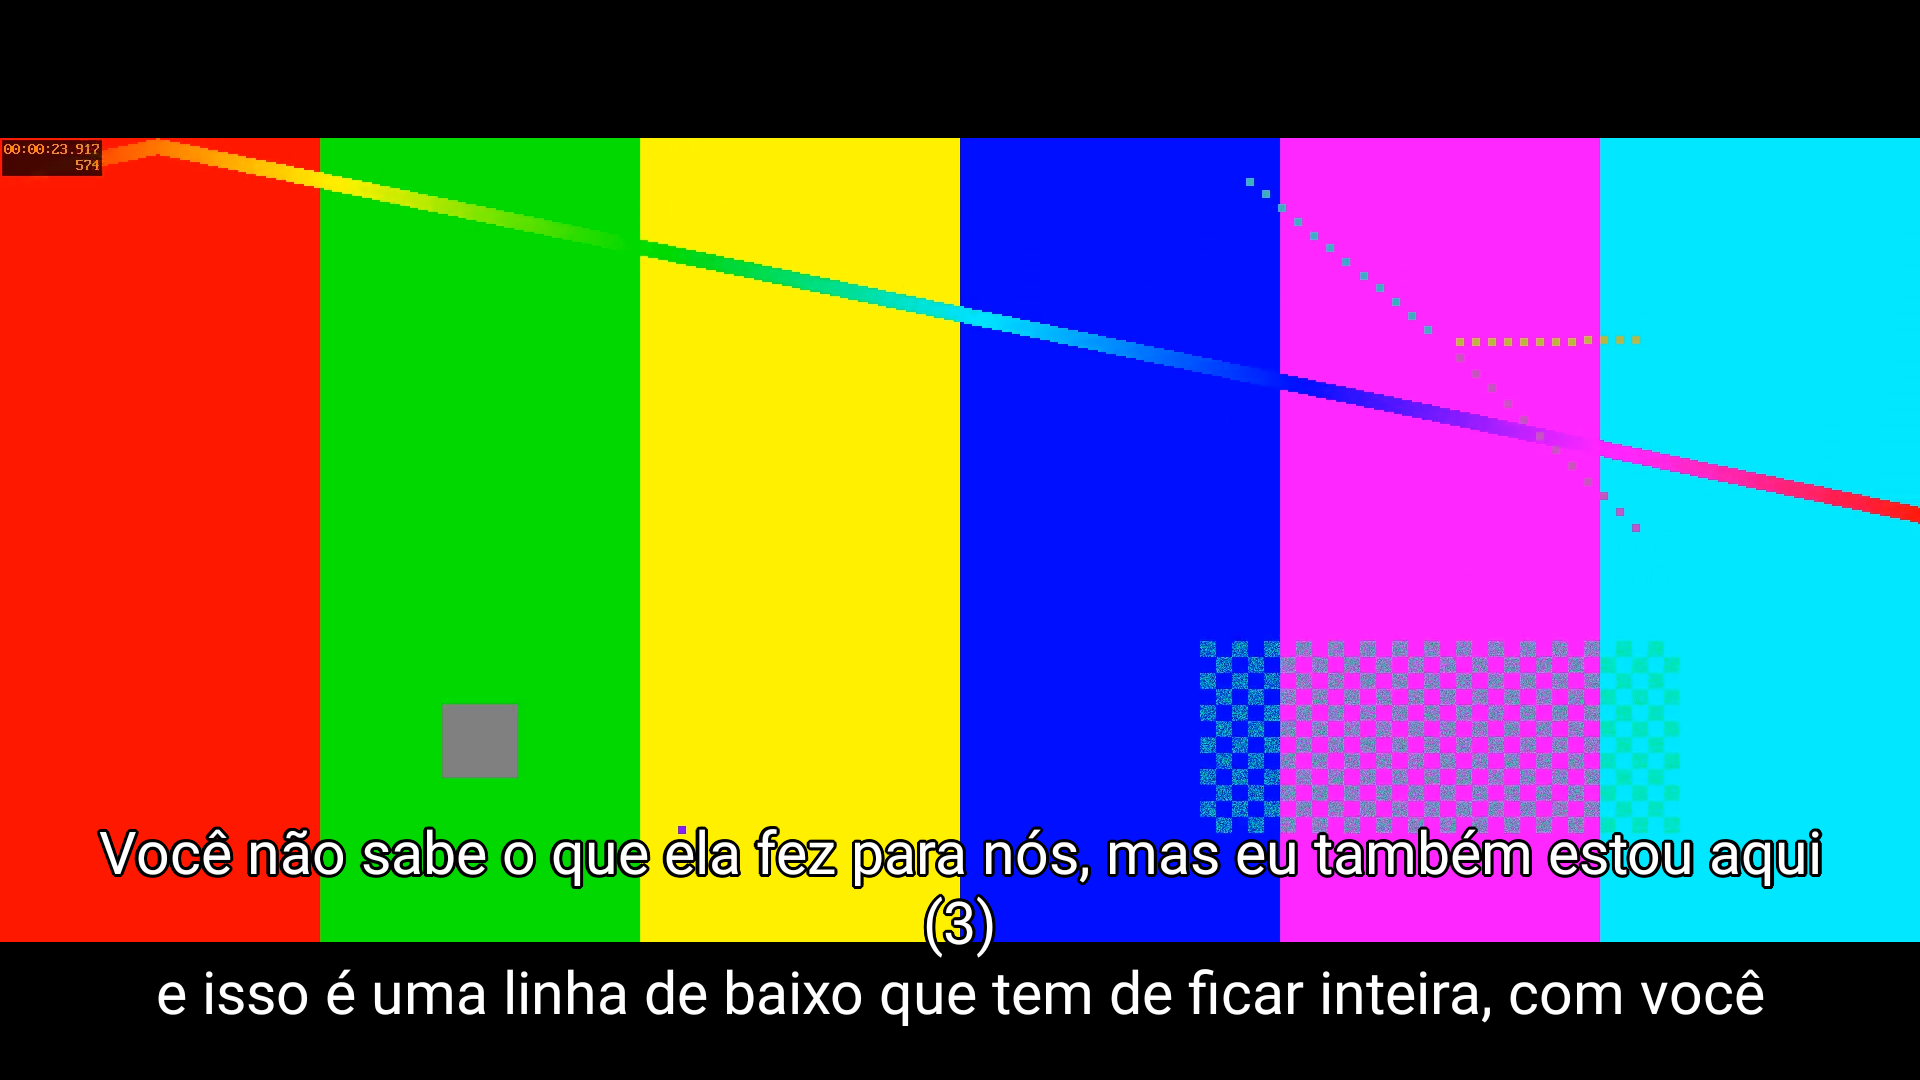 00:00:23.917
574
Você não sabe o que ela fez para nós, mas eu também estou aqui
(3)
e isso é uma linha de baixo que tem de ficar inteira, com você